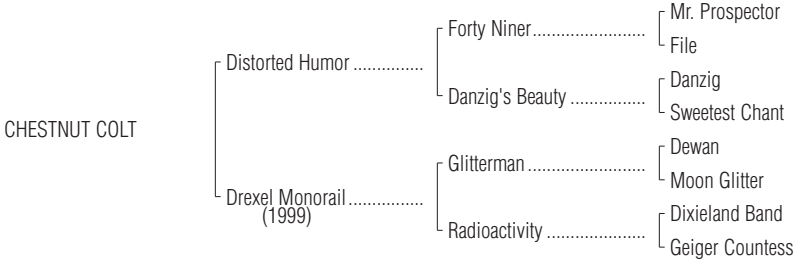 Mr. Prospector
Forty Niner........................
File
Distorted Humor ...............
Danzig
Danzig's Beauty ................
Sweetest Chant
CHESTNUT COLT
Dewan
Glitterman .........................
Moon Glitter
Drexel Monorail ................
(1999)
Dixieland Band
Radioactivity .....................
Geiger Countess